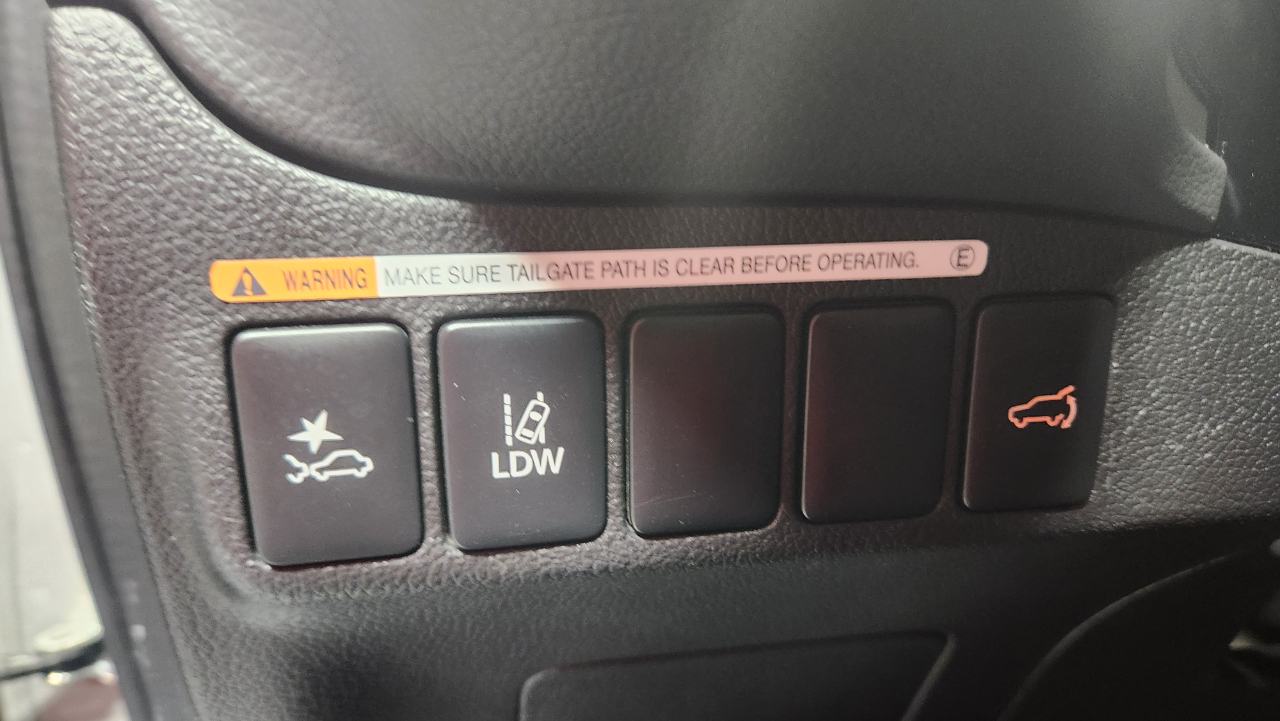 WARNING MAKE SURE TAILGATE PATH IS CLEAR BEFORE OPERATING. E
LDW